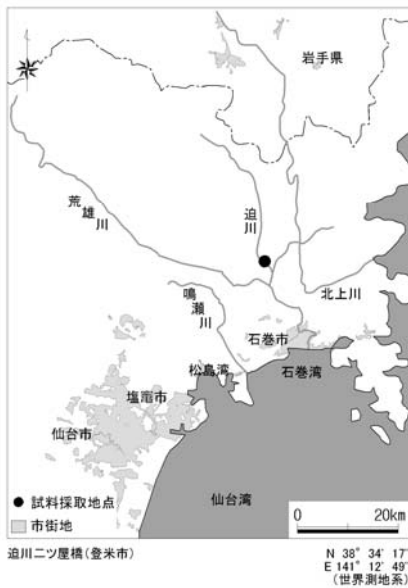 岩手県
荒雄川
迫川
鳴瀬川
北上川
石巻市
松島湾
石巻湾
塩竈市
仙台市
● 試料採取地点
市街地
仙台湾
0 20km
迫川二ツ屋橋(登米市)
N 38° 34′ 17″
E 141° 12′ 49″
(世界測地系)